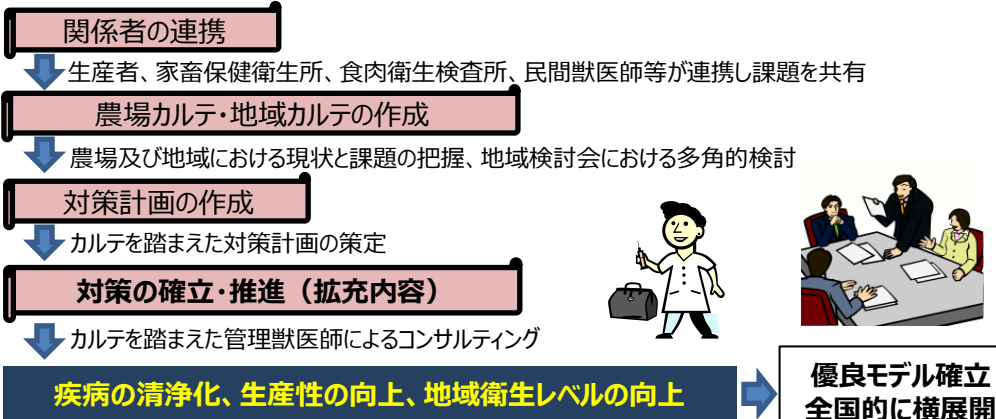 関係者の連携
生産者、家畜保健衛生所、食肉衛生検査所、民間獣医師等が連携し課題を共有
農場カルテ・地域カルテの作成
農場及び地域における現状と課題の把握、地域検討会における多角的検討
対策計画の作成
カルテを踏まえた対策計画の策定
対策の確立・推進（拡充内容）
カルテを踏まえた管理獣医師によるコンサルティング
疾病の清浄化、生産性の向上、地域衛生レベルの向上
優良モデル確立
全国的に横展開